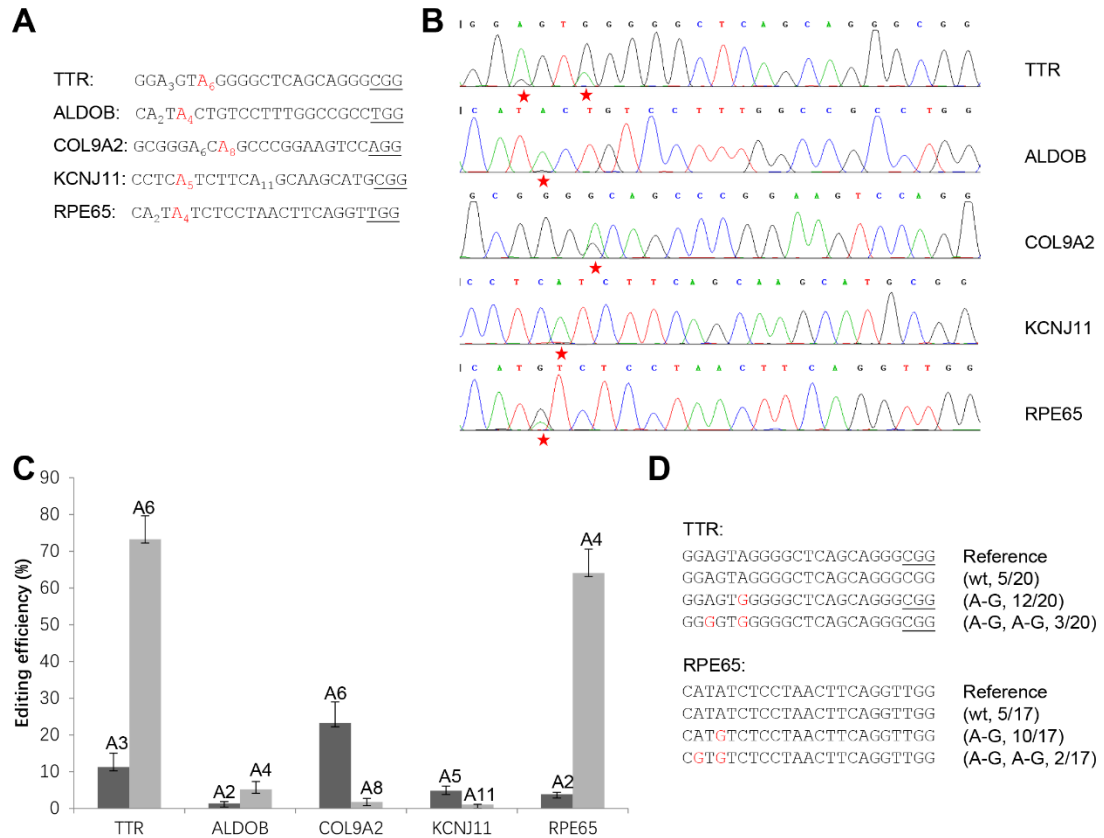 A
TTR: GGA3GTA6GGGGCTCAGCAGGGCGG
ALDOB: CA2TA4CTGTCCTTTGGCCGCCTGG
COL9A2: GCGGGA6CA8GCCCGGAAGTCCAGG
KCNJ11: CCTCA5TCTTCA11GCAAGCATGCGG
RPE65: CA2TA4TCTCCTAACTTCAGGTTGG
B
G G A G T G G G G G C T C A G C A G G G C G G
TTR
C A T A C T G T C C T T T G G C C G C C T G G
ALDOB
G C G G G G C A G C C C G G A A G T C C A G G
COL9A2
C C T C A T C T T C A G C A A G C A T G C G G
KCNJ11
C A T G T C T C C T A A C T T C A G G T T G G
RPE65
C
Editing efficiency (%)
90
80
70
60
50
40
30
20
10
0
A3
A6
A2
A4
A6
A8
A5
A11
A2
A4
TTR ALDOB COL9A2 KCNJ11 RPE65
D
TTR:
GGAGTAGGGGCTCAGCAGGGCGG Reference
GGAGTAGGGGCTCAGCAGGGCGG (wt, 5/20)
GGAGTGGGGGCTCAGCAGGGCGG (A-G, 12/20)
GGGGTGGGGGCTCAGCAGGGCGG (A-G, A-G, 3/20)
RPE65:
CATATCTCCTAACTTCAGGTTGG Reference
CATATCTCCTAACTTCAGGTTGG (wt, 5/17)
CATGTCTCCTAACTTCAGGTTGG (A-G, 10/17)
CGTGTCTCCTAACTTCAGGTTGG (A-G, A-G, 2/17)